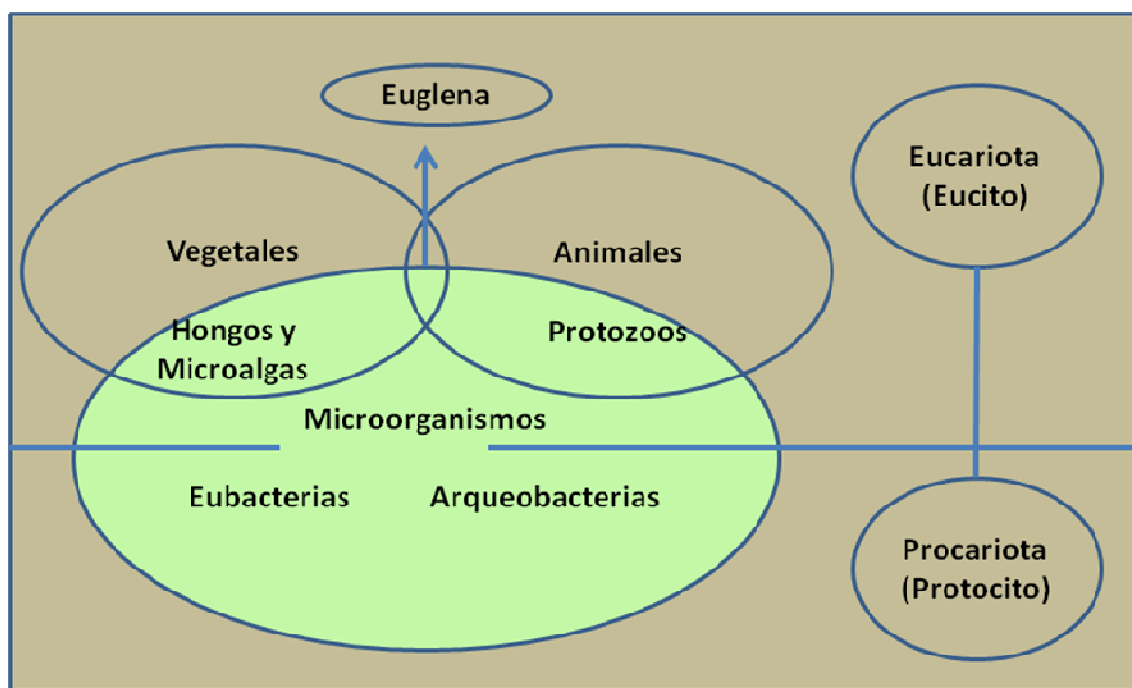 Euglena
Eucariota
(Eucito)
Vegetales
Animales
Hongos y
Microalgas
Protozoos
Microorganismos
Eubacterias
Arqueobacterias
Procariota
(Protocito)